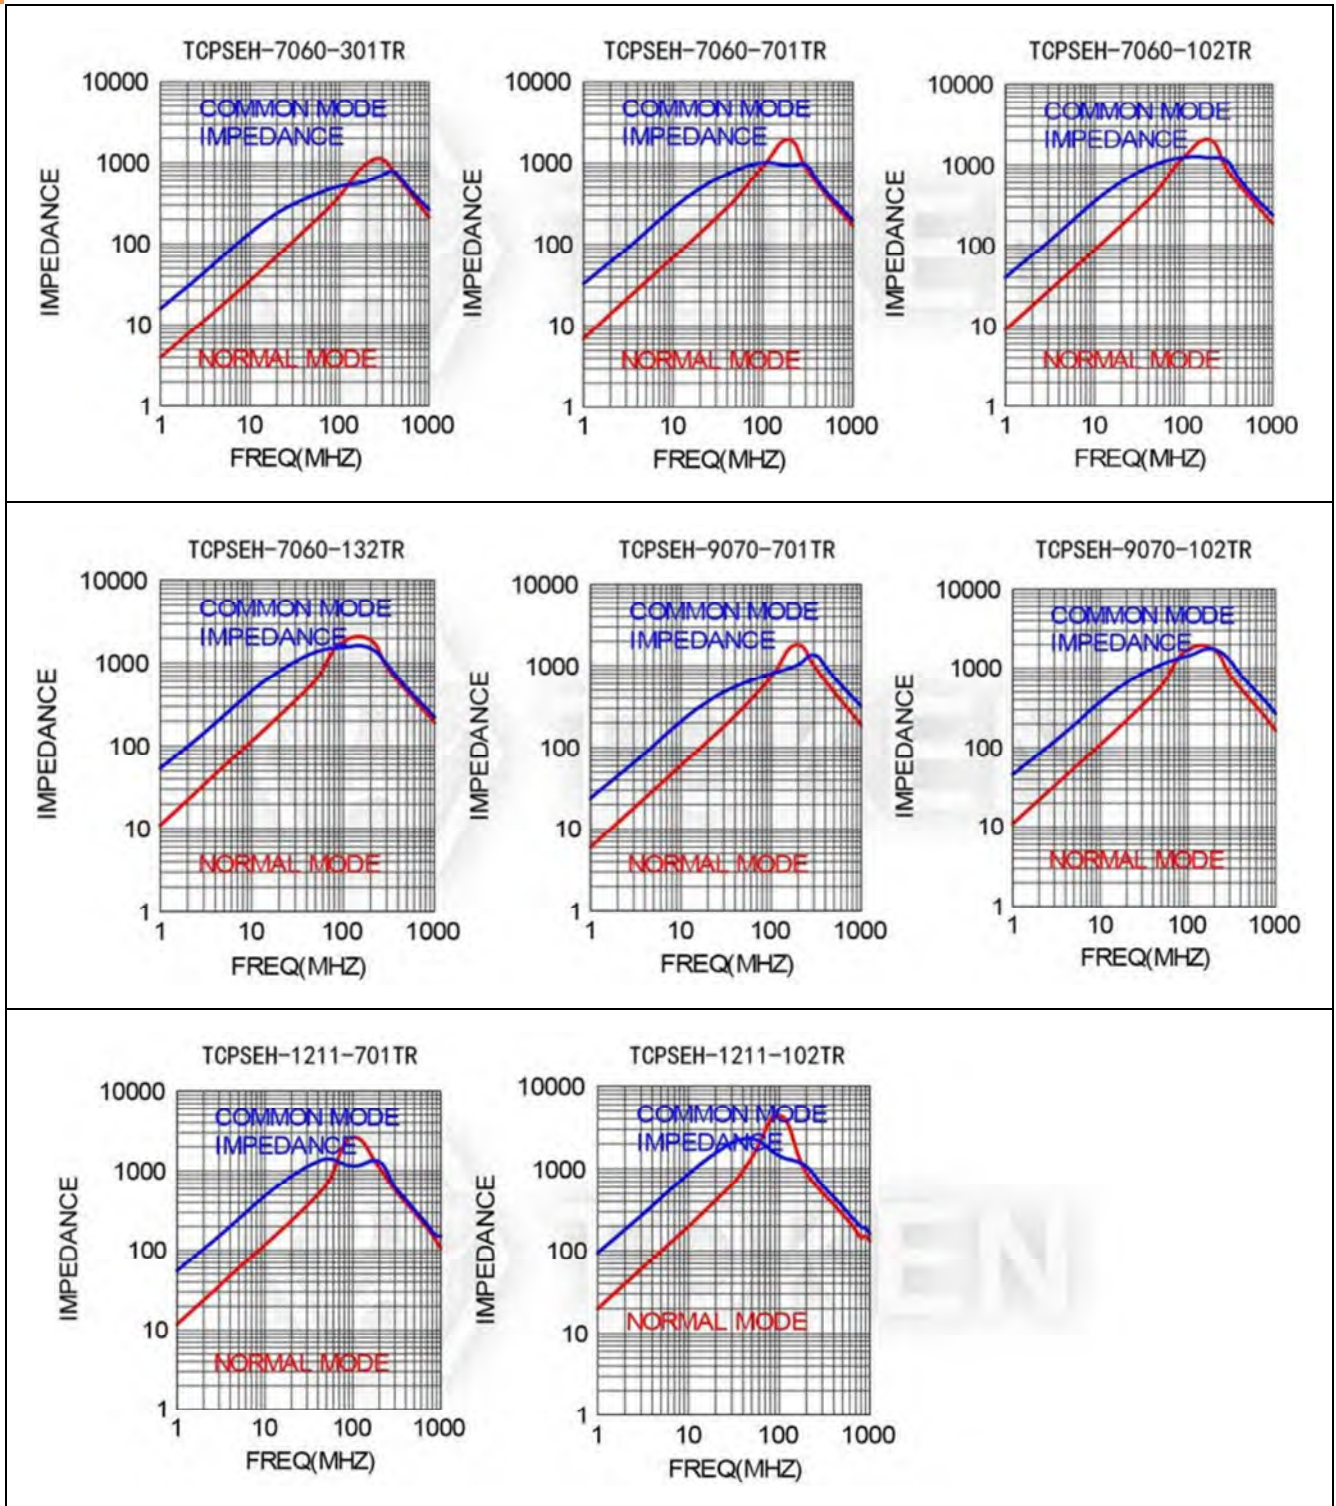 TCPSEH-7060-301TR
10000
COMMON MODE
IMPEDANCE
1000
IMPEDANCE
100
10
NORMAL MODE
1
1 10 100 1000
FREQ(MHZ)
TCPSEH-7060-701TR
10000
COMMON MODE
IMPEDANCE
1000
IMPEDANCE
100
10
NORMAL MODE
1
1 10 100 1000
FREQ(MHZ)
TCPSEH-7060-102TR
10000
COMMON MODE
IMPEDANCE
1000
IMPEDANCE
100
10
NORMAL MODE
1
1 10 100 1000
FREQ(MHZ)
TCPSEH-7060-132TR
10000
COMMON MODE
IMPEDANCE
1000
IMPEDANCE
100
10
NORMAL MODE
1
1 10 100 1000
FREQ(MHZ)
TCPSEH-9070-701TR
10000
COMMON MODE
IMPEDANCE
1000
IMPEDANCE
100
10
NORMAL MODE
1
1 10 100 1000
FREQ(MHZ)
TCPSEH-9070-102TR
10000
COMMON MODE
IMPEDANCE
1000
IMPEDANCE
100
10
NORMAL MODE
1
1 10 100 1000
FREQ(MHZ)
TCPSEH-1211-701TR
10000
COMMON MODE
IMPEDANCE
1000
IMPEDANCE
100
10
NORMAL MODE
1
1 10 100 1000
FREQ(MHZ)
TCPSEH-1211-102TR
10000
COMMON MODE
IMPEDANCE
1000
IMPEDANCE
100
NORMAL MODE
10
1
1 10 100 1000
FREQ(MHZ)